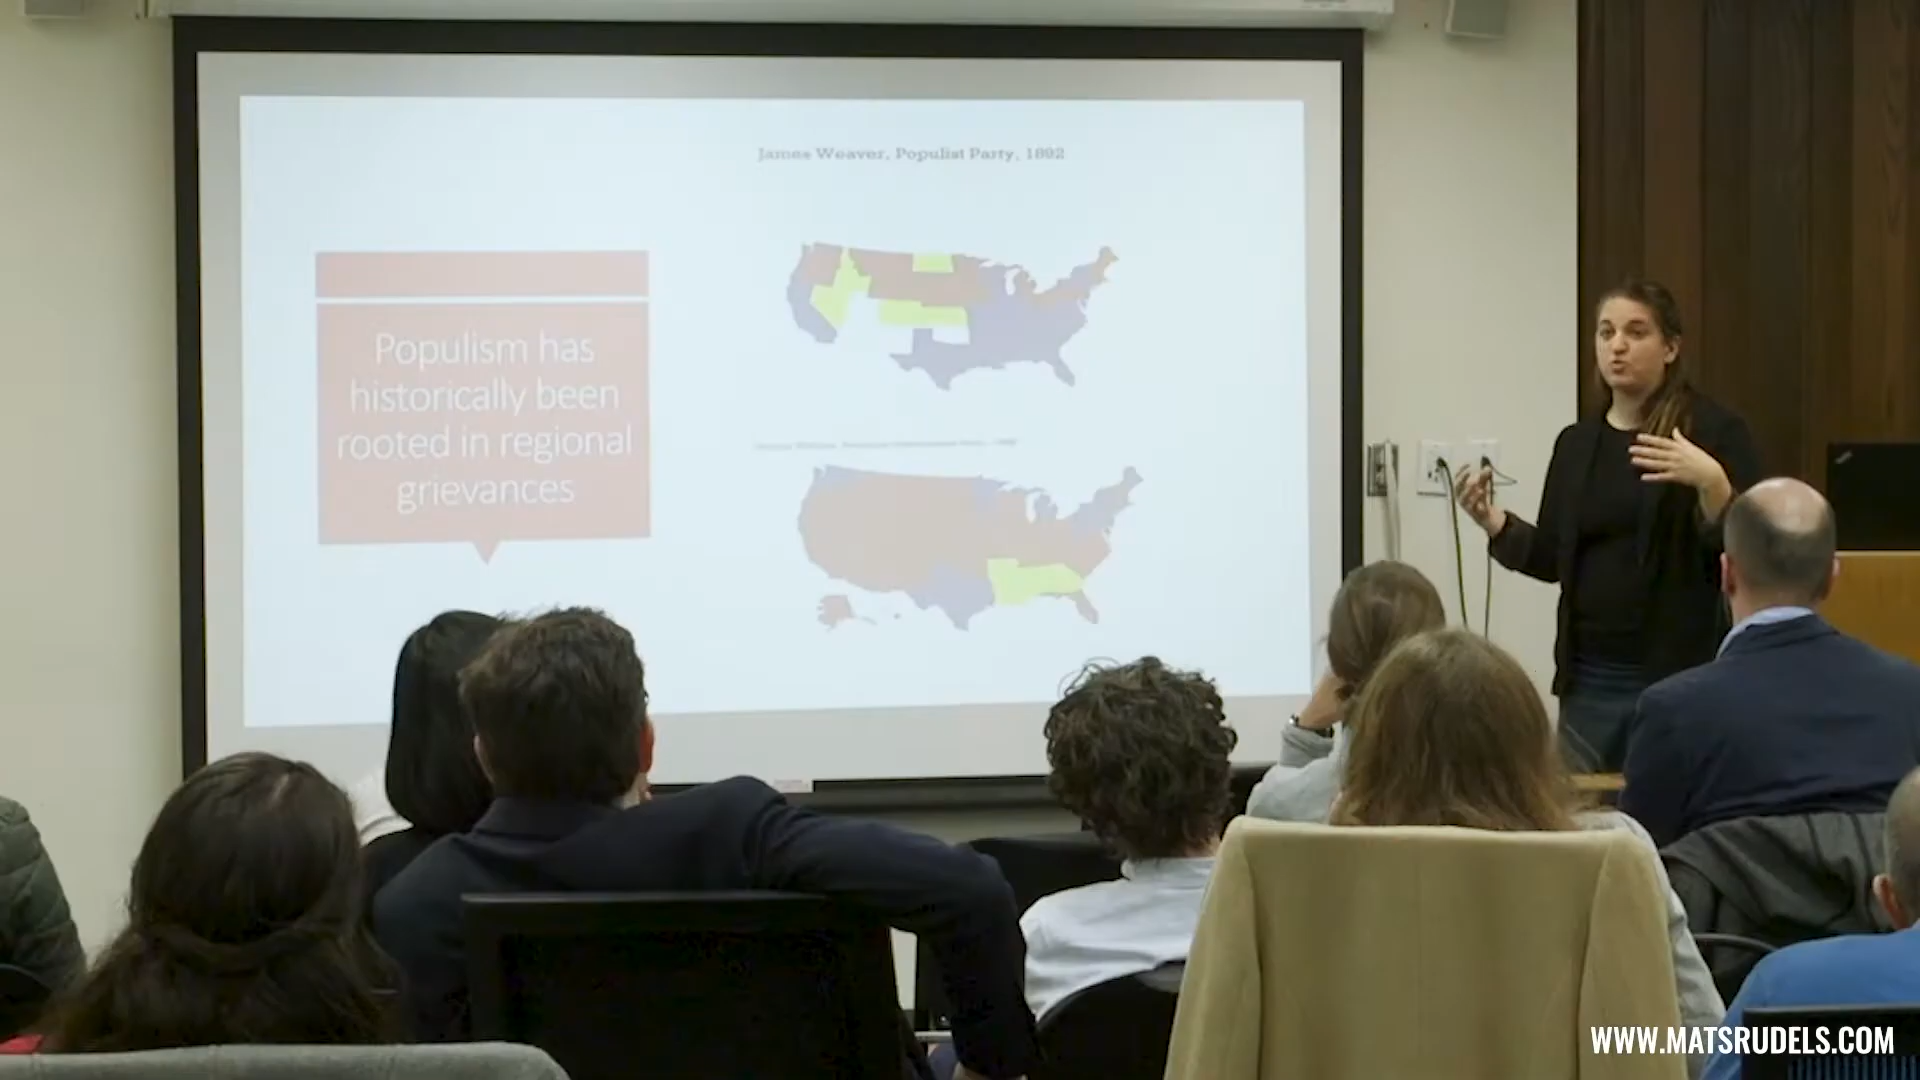 James Weaver, Populist Party, 1892
Populism has
historically been
rooted in regional
grievances
WWW.MATSRUDELS.COM